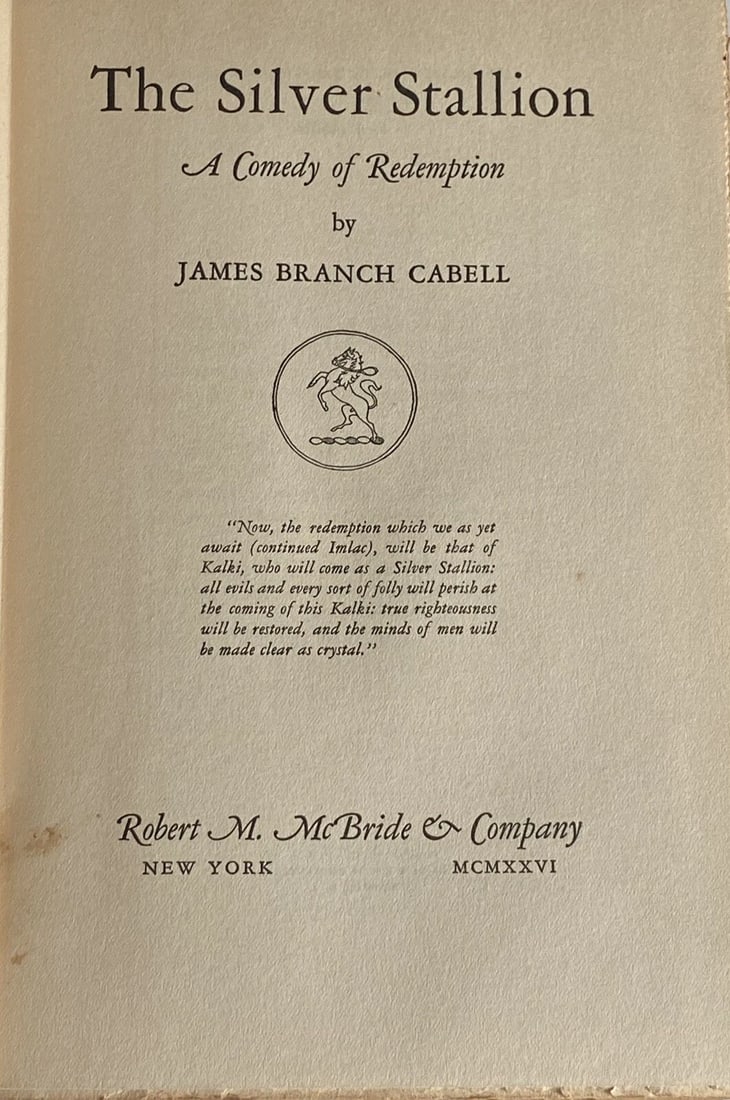 The Silver Stallion
A Comedy of Redemption
by
JAMES BRANCH CABELL
"Now, the redemption which we as yet
await (continued Imlac), will be that of
Kalki, who will come as a Silver Stallion:
all evils and every sort of folly will perish at
the coming of this Kalki: true righteousness
will be restored, and the minds of men will
be made clear as crystal."
Robert M. McBride & Company
NEW YORK MCMXXVI